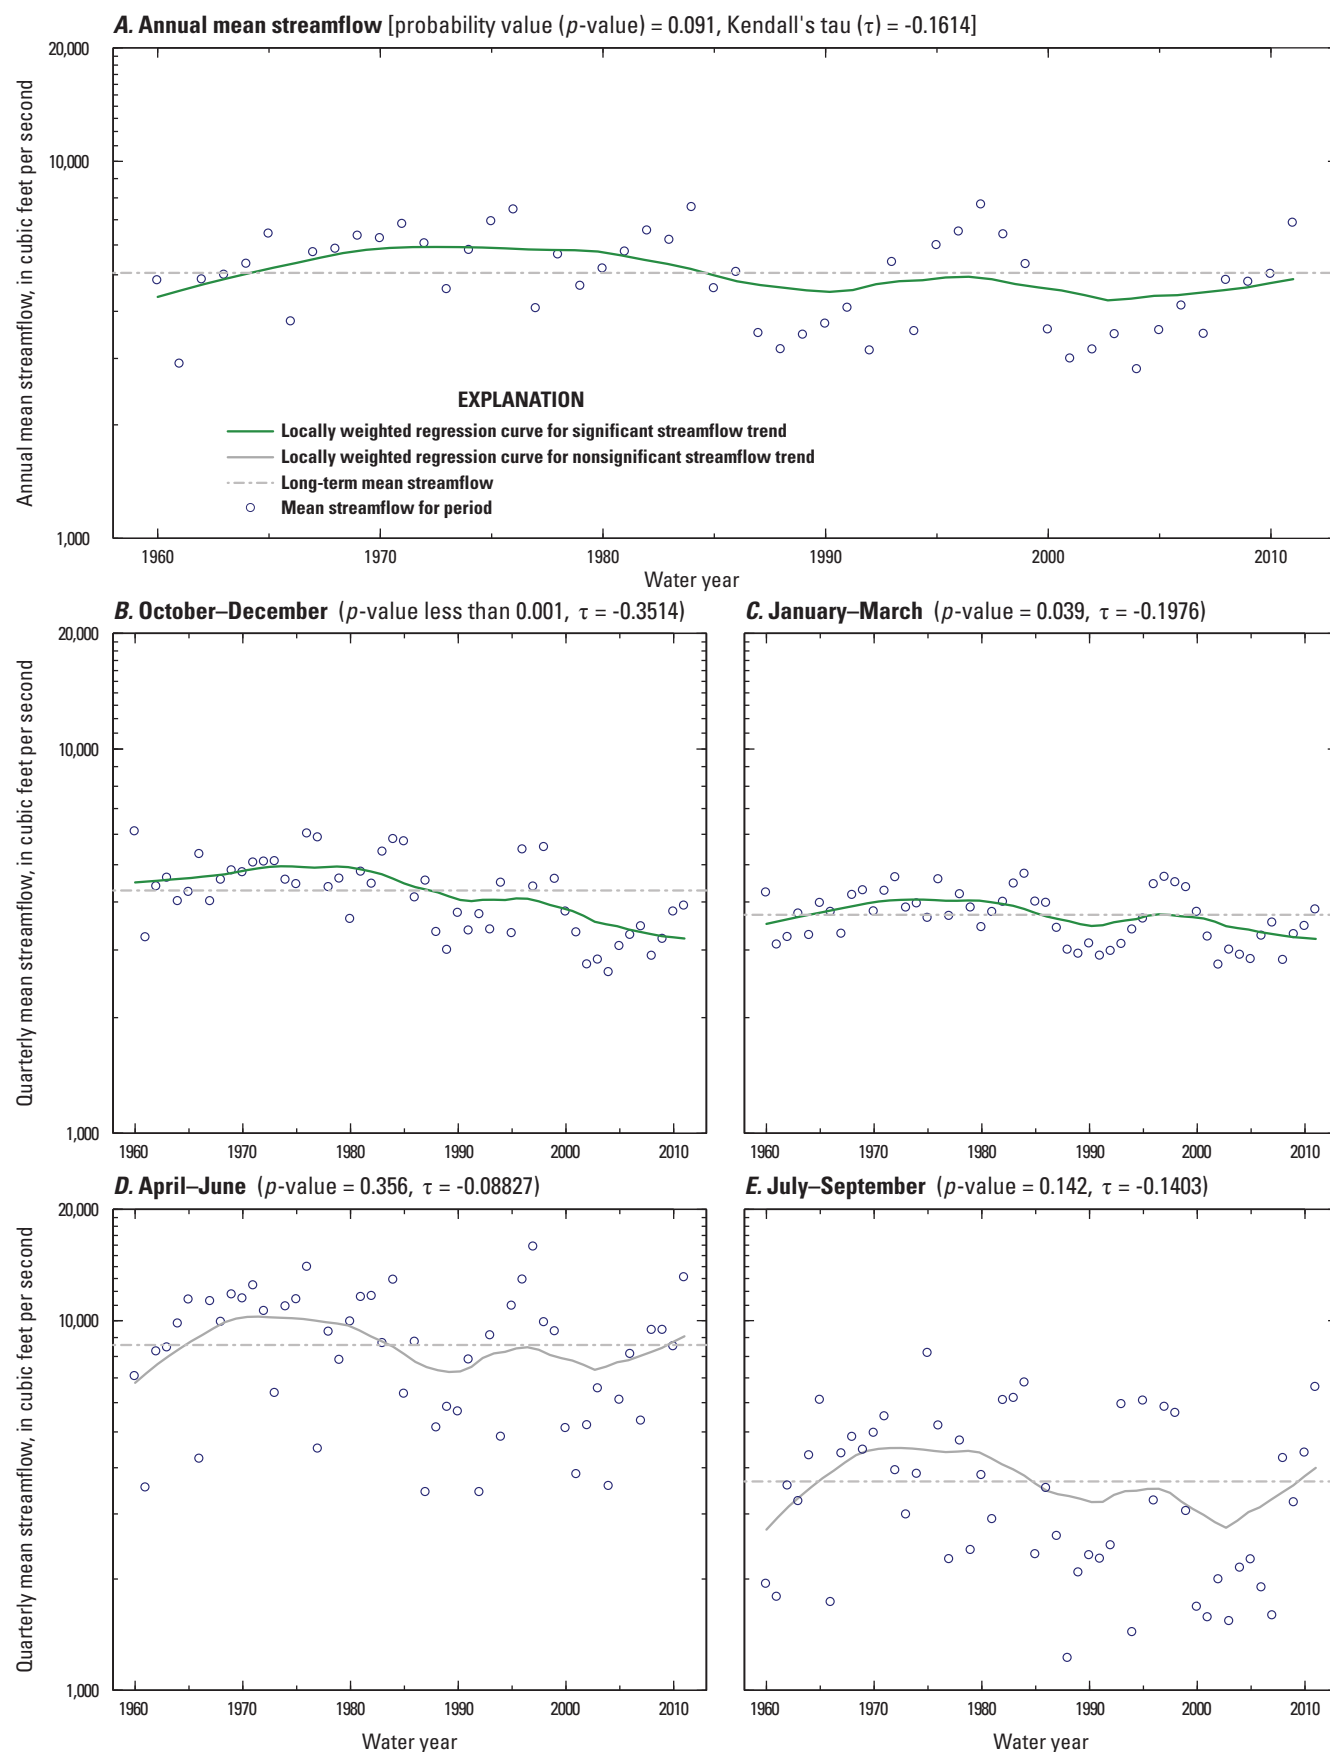 A. Annual mean streamflow [probability value (p-value) = 0.091, Kendall's tau (τ) = -0.1614]
20,000
10,000
1,000
Annual mean streamflow, in cubic feet per second
EXPLANATION
Locally weighted regression curve for significant streamflow trend
Locally weighted regression curve for nonsignificant streamflow trend
Long-term mean streamflow
Mean streamflow for period
1960 1970 1980 1990 2000 2010
Water year
B. October–December (p-value less than 0.001, τ = -0.3514)
20,000
10,000
1,000
Quarterly mean streamflow, in cubic feet per second
1960 1970 1980 1990 2000 2010
C. January–March (p-value = 0.039, τ = -0.1976)
1960 1970 1980 1990 2000 2010
D. April–June (p-value = 0.356, τ = -0.08827)
20,000
10,000
1,000
Quarterly mean streamflow, in cubic feet per second
1960 1970 1980 1990 2000 2010
Water year
E. July–September (p-value = 0.142, τ = -0.1403)
1960 1970 1980 1990 2000 2010
Water year